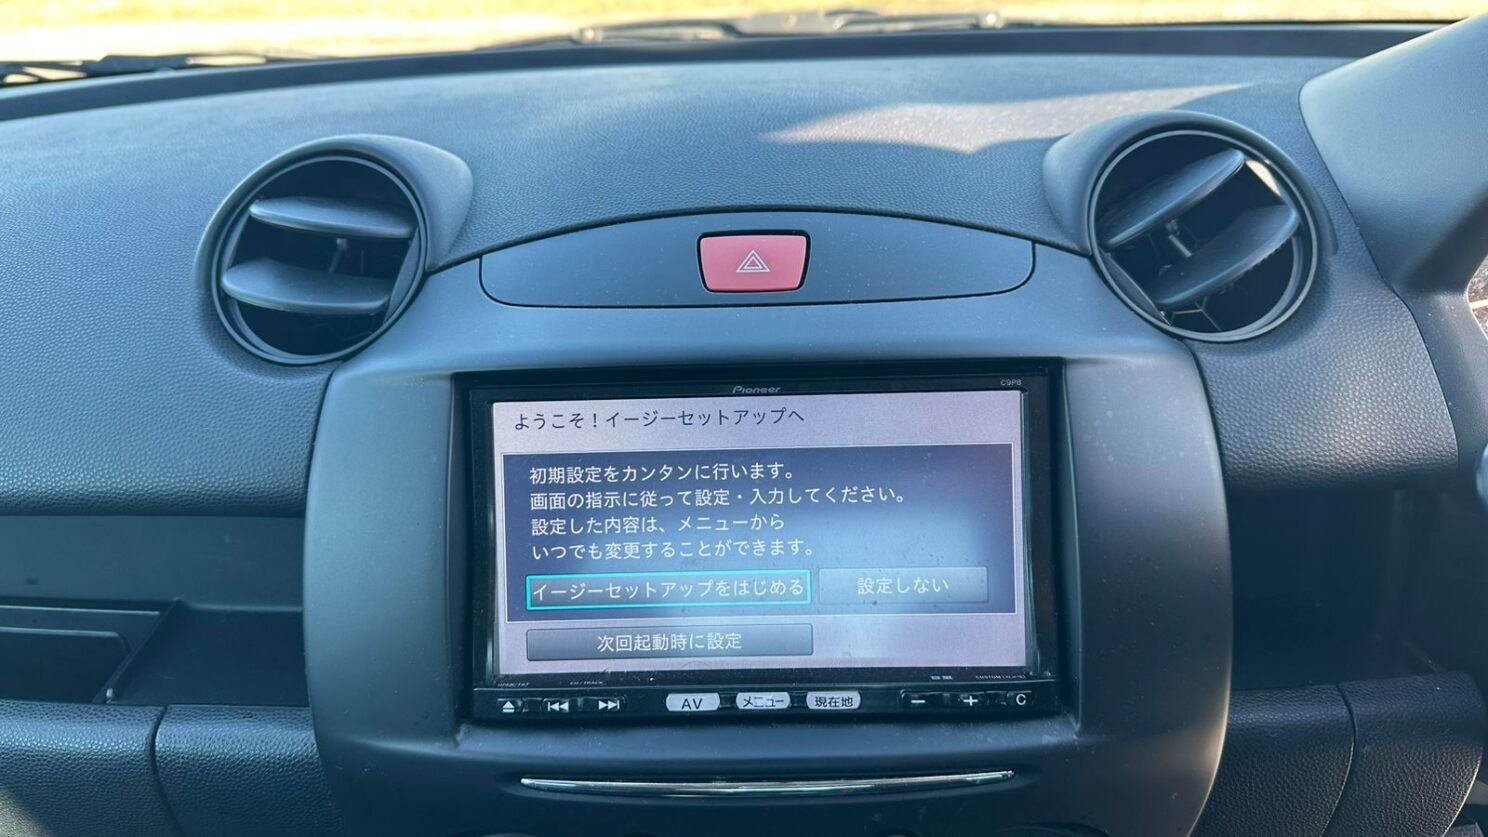 Pioneer
C9P8
ようこそ！イージーセットアップへ
初期設定をカンタンに行います。
画面の指示に従って設定・入力してください。
設定した内容は、メニューから
いつでも変更することができます。
イージーセットアップをはじめる
設定しない
次回起動時に設定
AV
メニュー
現在地
− + C